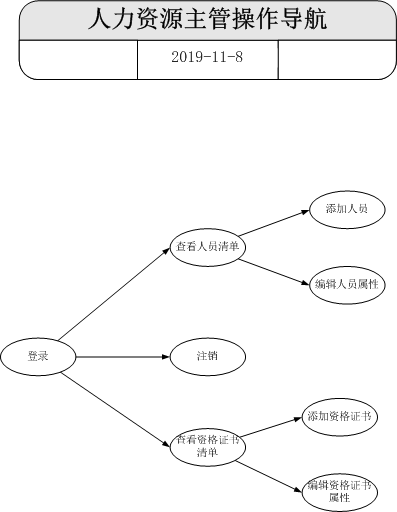 人力资源主管操作导航
2019-11-8
添加人员
查看人员清单
编辑人员属性
登录
注销
添加资格证书
查看资格证书
清单
编辑资格证书
属性